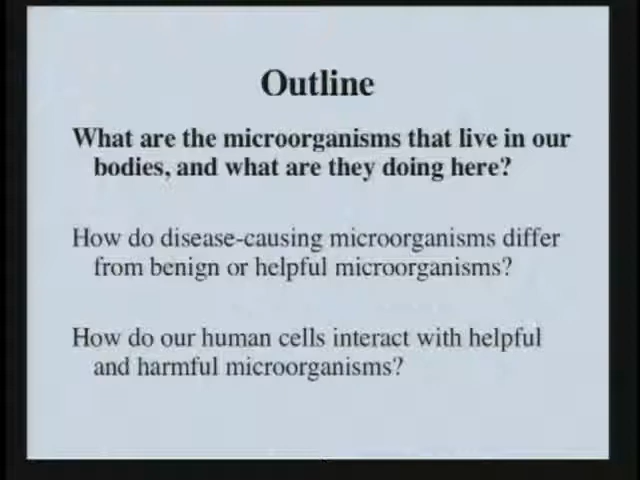 Outline
What are the microorganisms that live in our
bodies, and what are they doing here?
How do disease-causing microorganisms differ
from benign or helpful microorganisms?
How do our human cells interact with helpful
and harmful microorganisms?